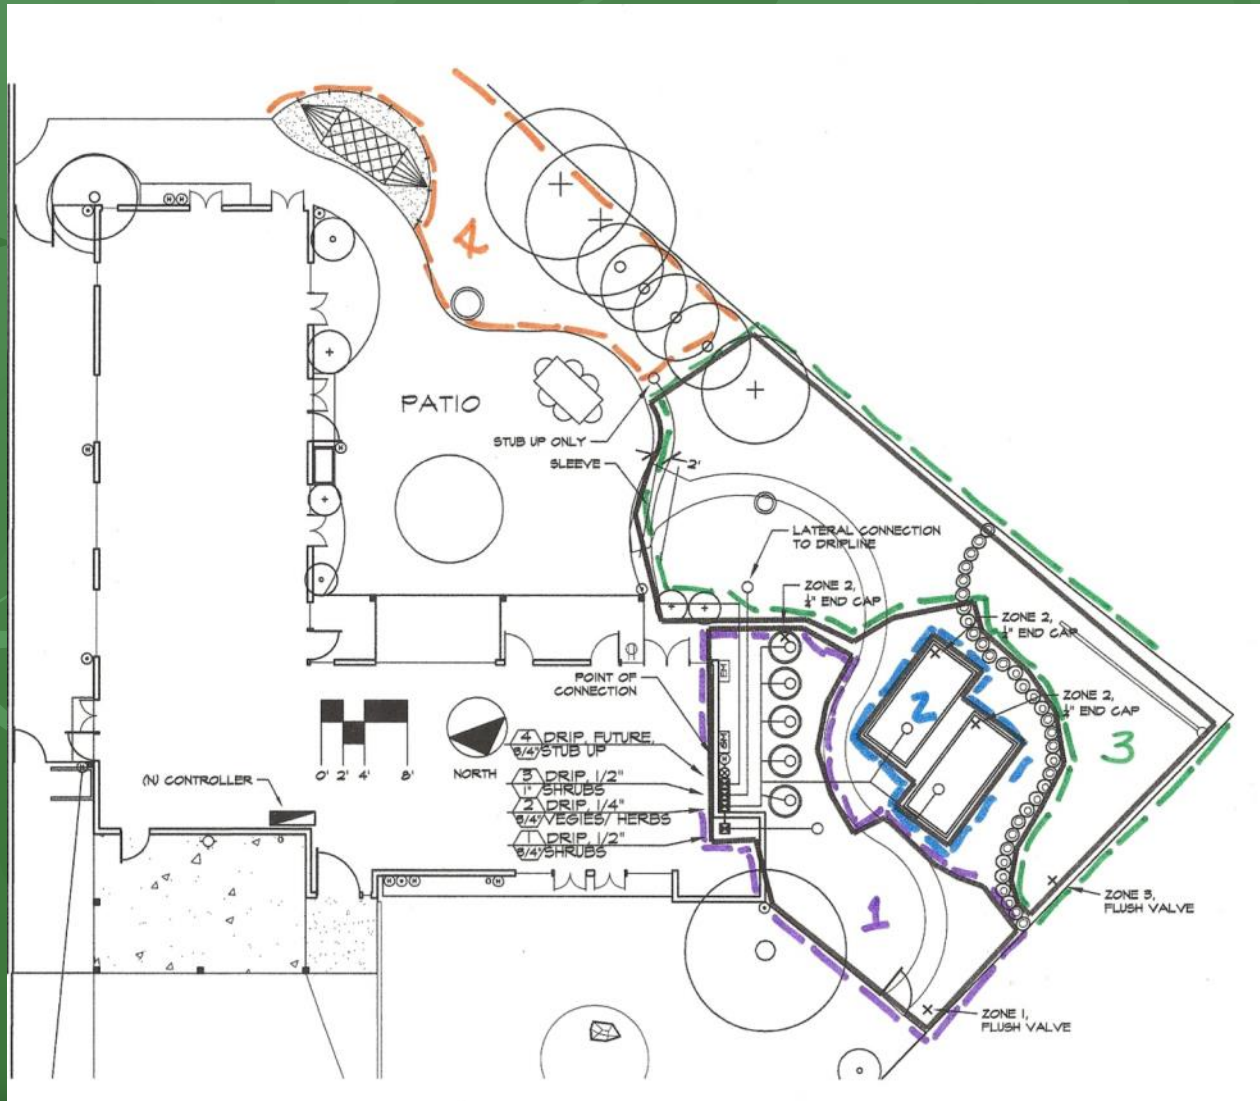 4
PATIO
STUB UP ONLY
SLEEVE
2'
LATERAL CONNECTION
TO DRIPLINE
ZONE 2,
½" END CAP
ZONE 2,
½" END CAP
POINT OF
CONNECTION
EM
2
ZONE 2,
½" END CAP
3
4 DRIP, FUTURE,
3/4" STUB UP
GM
0' 2' 4' 8'
NORTH
3 DRIP, 1/2"
1" SHRUBS
(N) CONTROLLER
2 DRIP, 1/4"
3/4" VEGIES/ HERBS
1 DRIP, 1/2"
3/4" SHRUBS
ZONE 3,
FLUSH VALVE
1
ZONE 1,
FLUSH VALVE